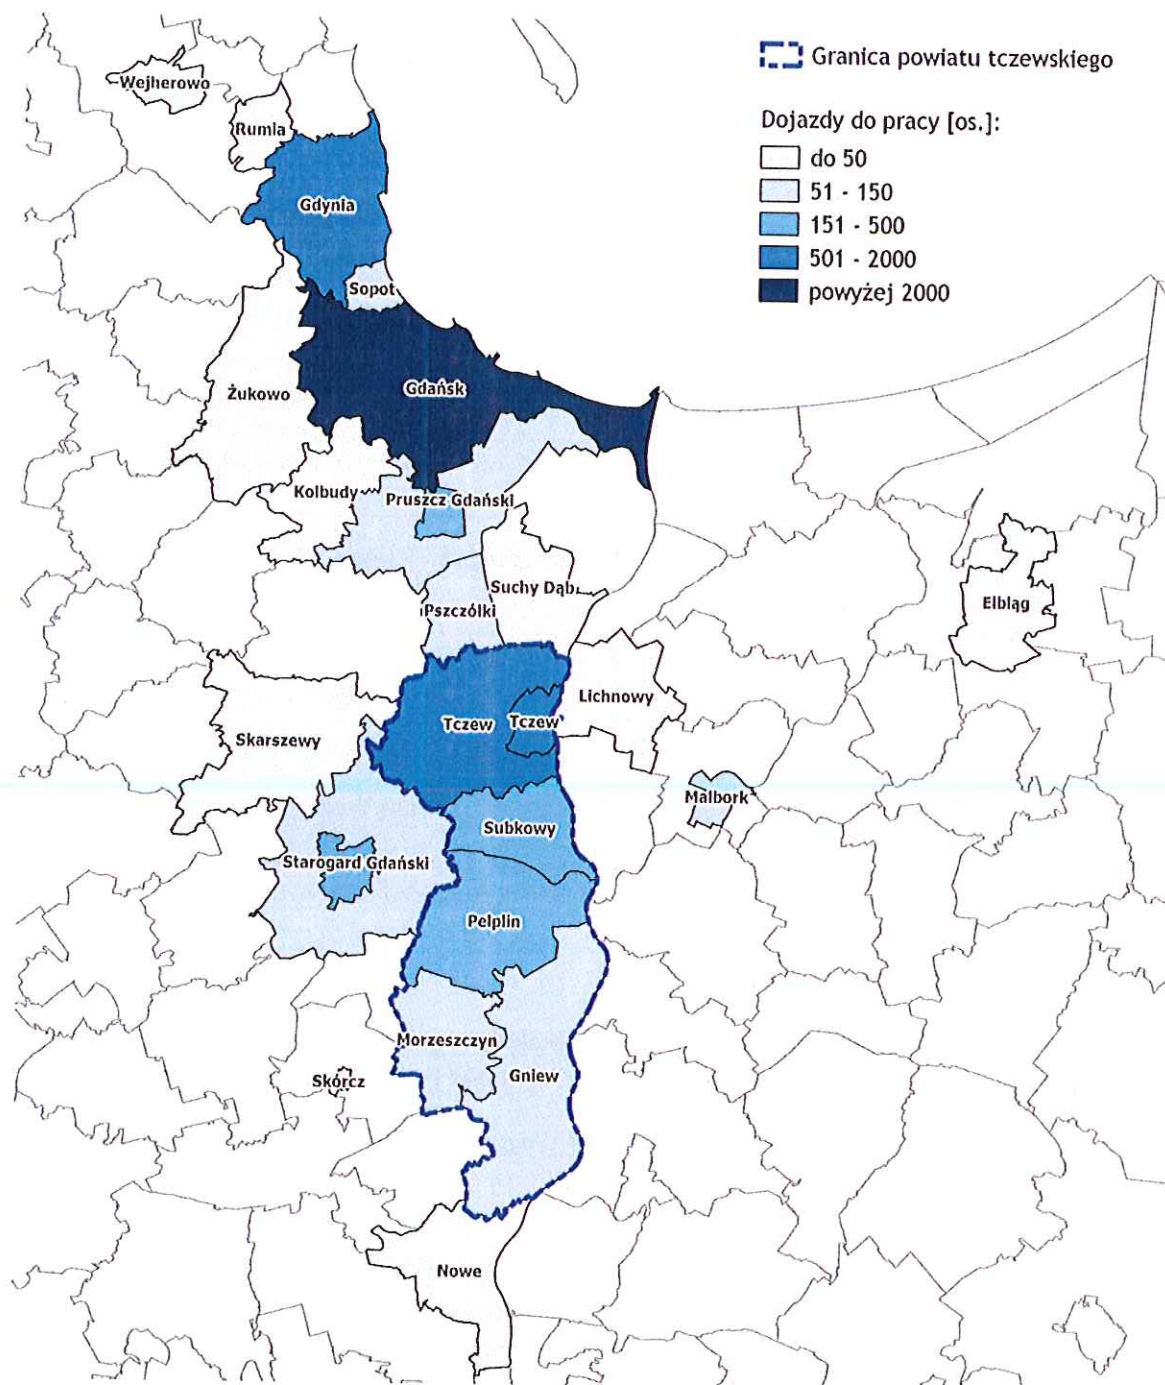 Granica powiatu tczewskiego
Dojazdy do pracy [os.]:
do 50
51 - 150
151 - 500
501 - 2000
powyżej 2000
Wejherowo
Rumia
Gdynia
Sopot
Gdańsk
Żukowo
Kolbudy
Pruszcz Gdański
Suchy Dąb
Pszczółki
Elbląg
Lichnowy
Tczew
Tczew
Skarszewy
Malbork
Subkowy
Starogard Gdański
Pelplin
Morzeszczyn
Gniew
Skórcz
Nowe